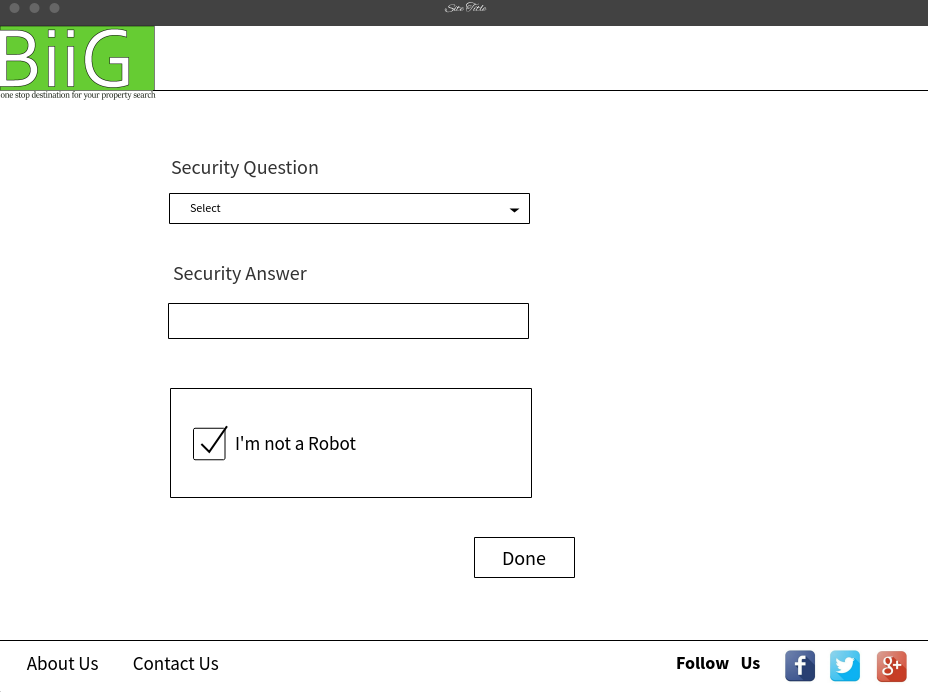 Site Title
BiiG
one stop destination for your property search
Security Question
Select
Security Answer
I'm not a Robot
Done
About Us Contact Us Follow Us f g+